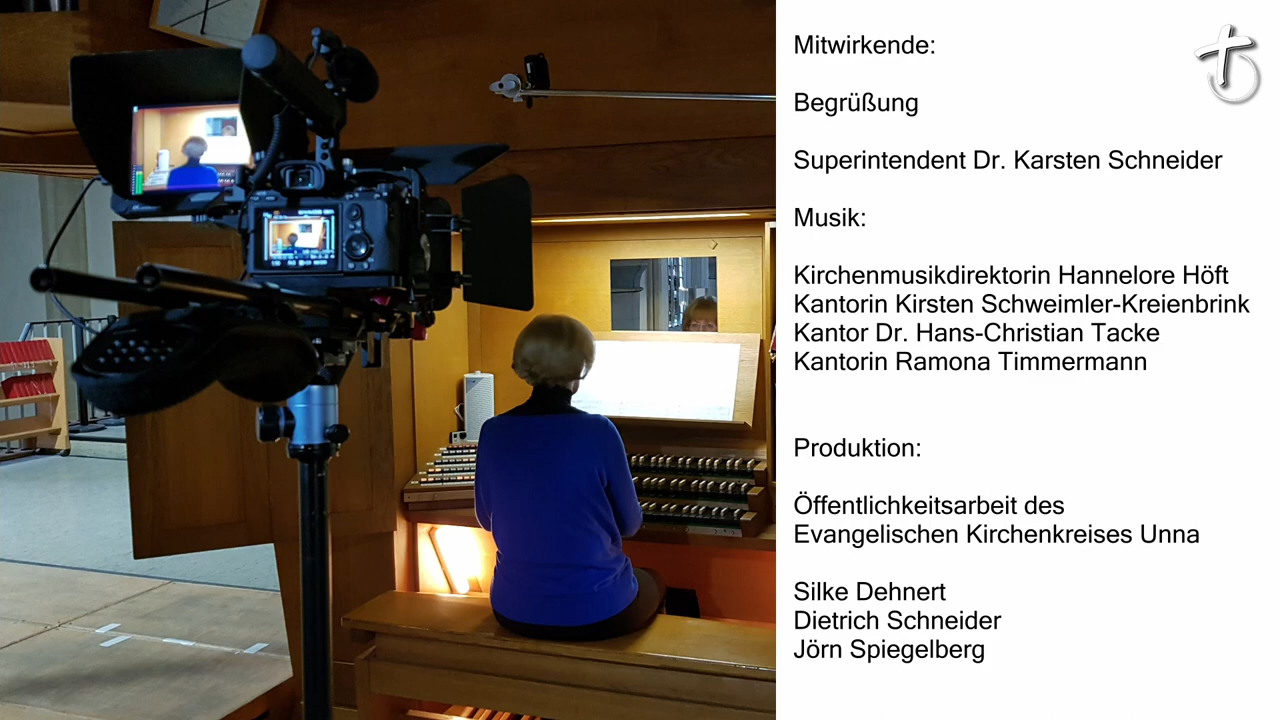 Mitwirkende:
Begrüßung
Superintendent Dr. Karsten Schneider
Musik:
Kirchenmusikdirektorin Hannelore Höft
Kantorin Kirsten Schweimler-Kreienbrink
Kantor Dr. Hans-Christian Tacke
Kantorin Ramona Timmermann
Produktion:
Öffentlichkeitsarbeit des
Evangelischen Kirchenkreises Unna
Silke Dehnert
Dietrich Schneider
Jörn Spiegelberg